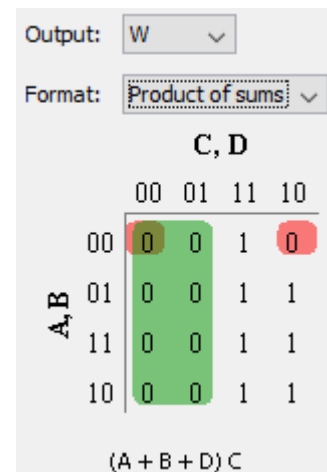 Output: W
Format: Product of sums
C, D
00 01 11 10
00 0 0 1 0
A, B
01 0 0 1 1
11 0 0 1 1
10 0 0 1 1
(A + B + D) C